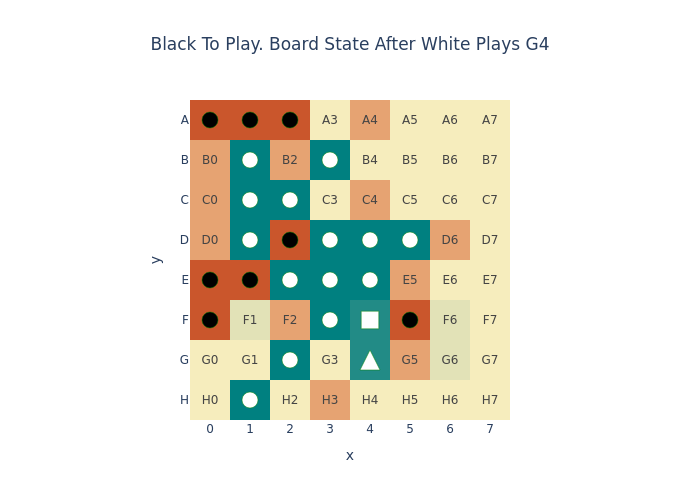 Black To Play. Board State After White Plays G4
A A3 A4 A5 A6 A7
B B0 B2 B4 B5 B6 B7
C C0 C3 C4 C5 C6 C7
D D0 D6 D7
E E5 E6 E7
F F1 F2 F6 F7
G G0 G1 G3 G5 G6 G7
H H0 H2 H3 H4 H5 H6 H7
0 1 2 3 4 5 6 7
x
y